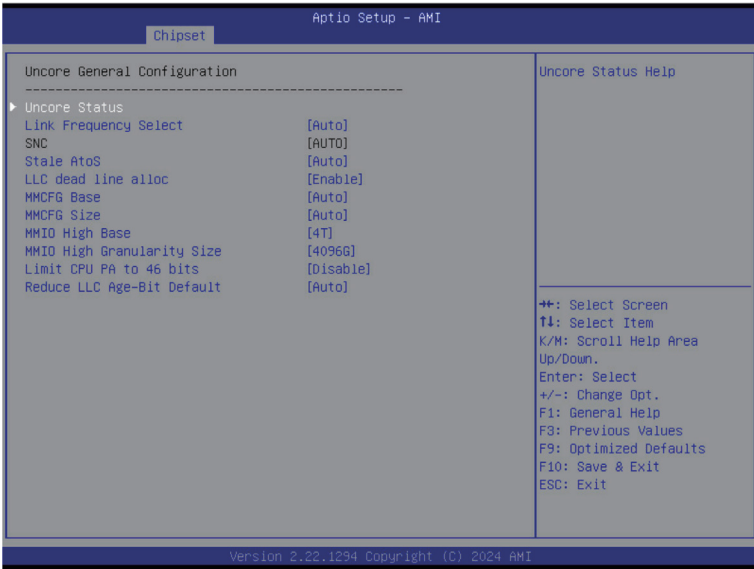 Aptio Setup – AMI
Chipset
Uncore General Configuration
--------------------------------------------------
Uncore Status
Link Frequency Select [Auto]
SNC [AUTO]
Stale AtoS [Auto]
LLC dead line alloc [Enable]
MMCFG Base [Auto]
MMCFG Size [Auto]
MMIO High Base [4T]
MMIO High Granularity Size [4096G]
Limit CPU PA to 46 bits [Disable]
Reduce LLC Age-Bit Default [Auto]
Uncore Status Help
→←: Select Screen
↑↓: Select Item
K/M: Scroll Help Area
Up/Down.
Enter: Select
+/-: Change Opt.
F1: General Help
F3: Previous Values
F9: Optimized Defaults
F10: Save & Exit
ESC: Exit
Version 2.22.1294 Copyright (C) 2024 AMI